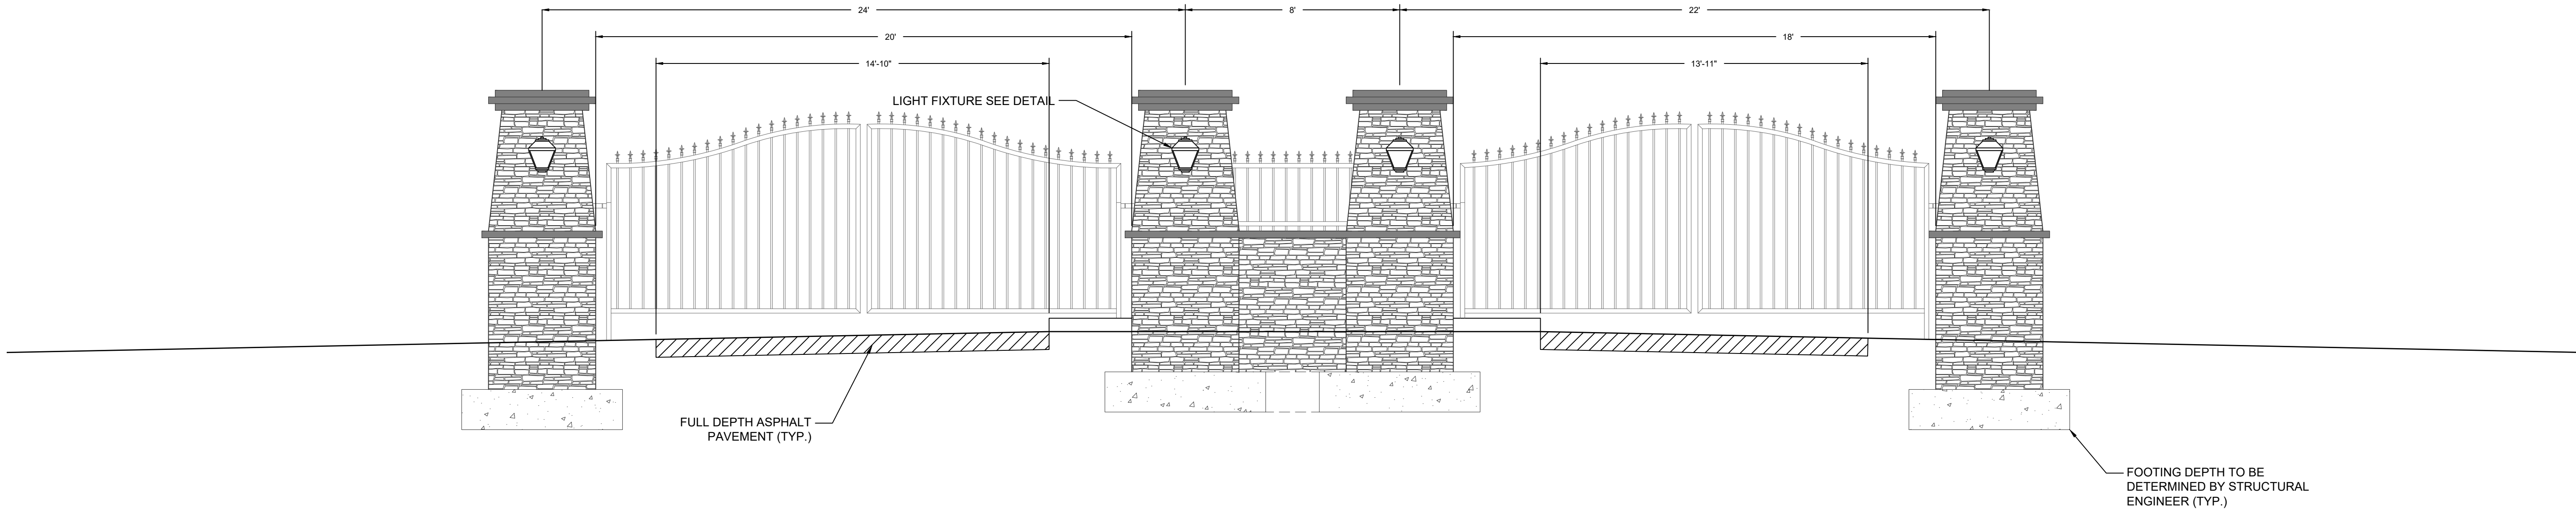 24'
8'
22'
20'
18'
14'-10"
13'-11"
LIGHT FIXTURE SEE DETAIL
FULL DEPTH ASPHALT
PAVEMENT (TYP.)
FOOTING DEPTH TO BE
DETERMINED BY STRUCTURAL
ENGINEER (TYP.)